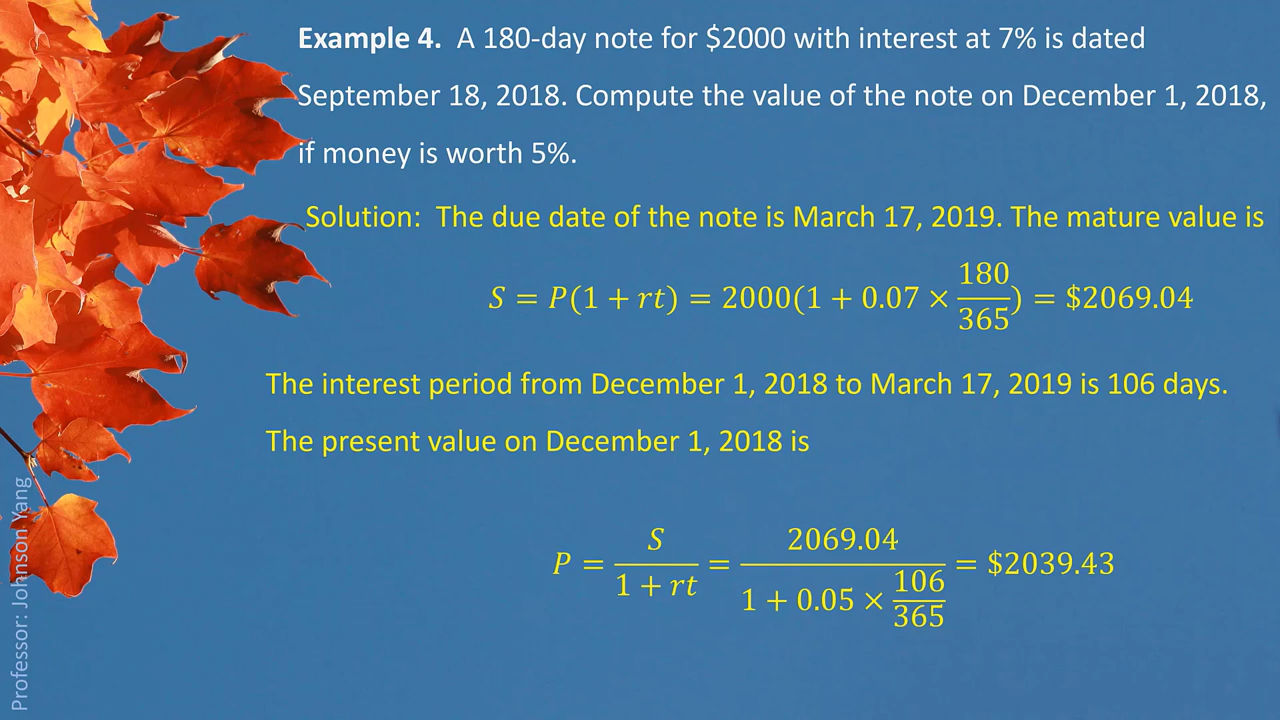 Example 4. A 180-day note for $2000 with interest at 7% is dated
September 18, 2018. Compute the value of the note on December 1, 2018,
if money is worth 5%.
Solution: The due date of the note is March 17, 2019. The mature value is
S = P(1 + rt) = 2000(1 + 0.07 × 180/365) = $2069.04
The interest period from December 1, 2018 to March 17, 2019 is 106 days.
The present value on December 1, 2018 is
P = S/(1 + rt) = 2069.04/(1 + 0.05 × 106/365) = $2039.43
Professor: Johnson Yang